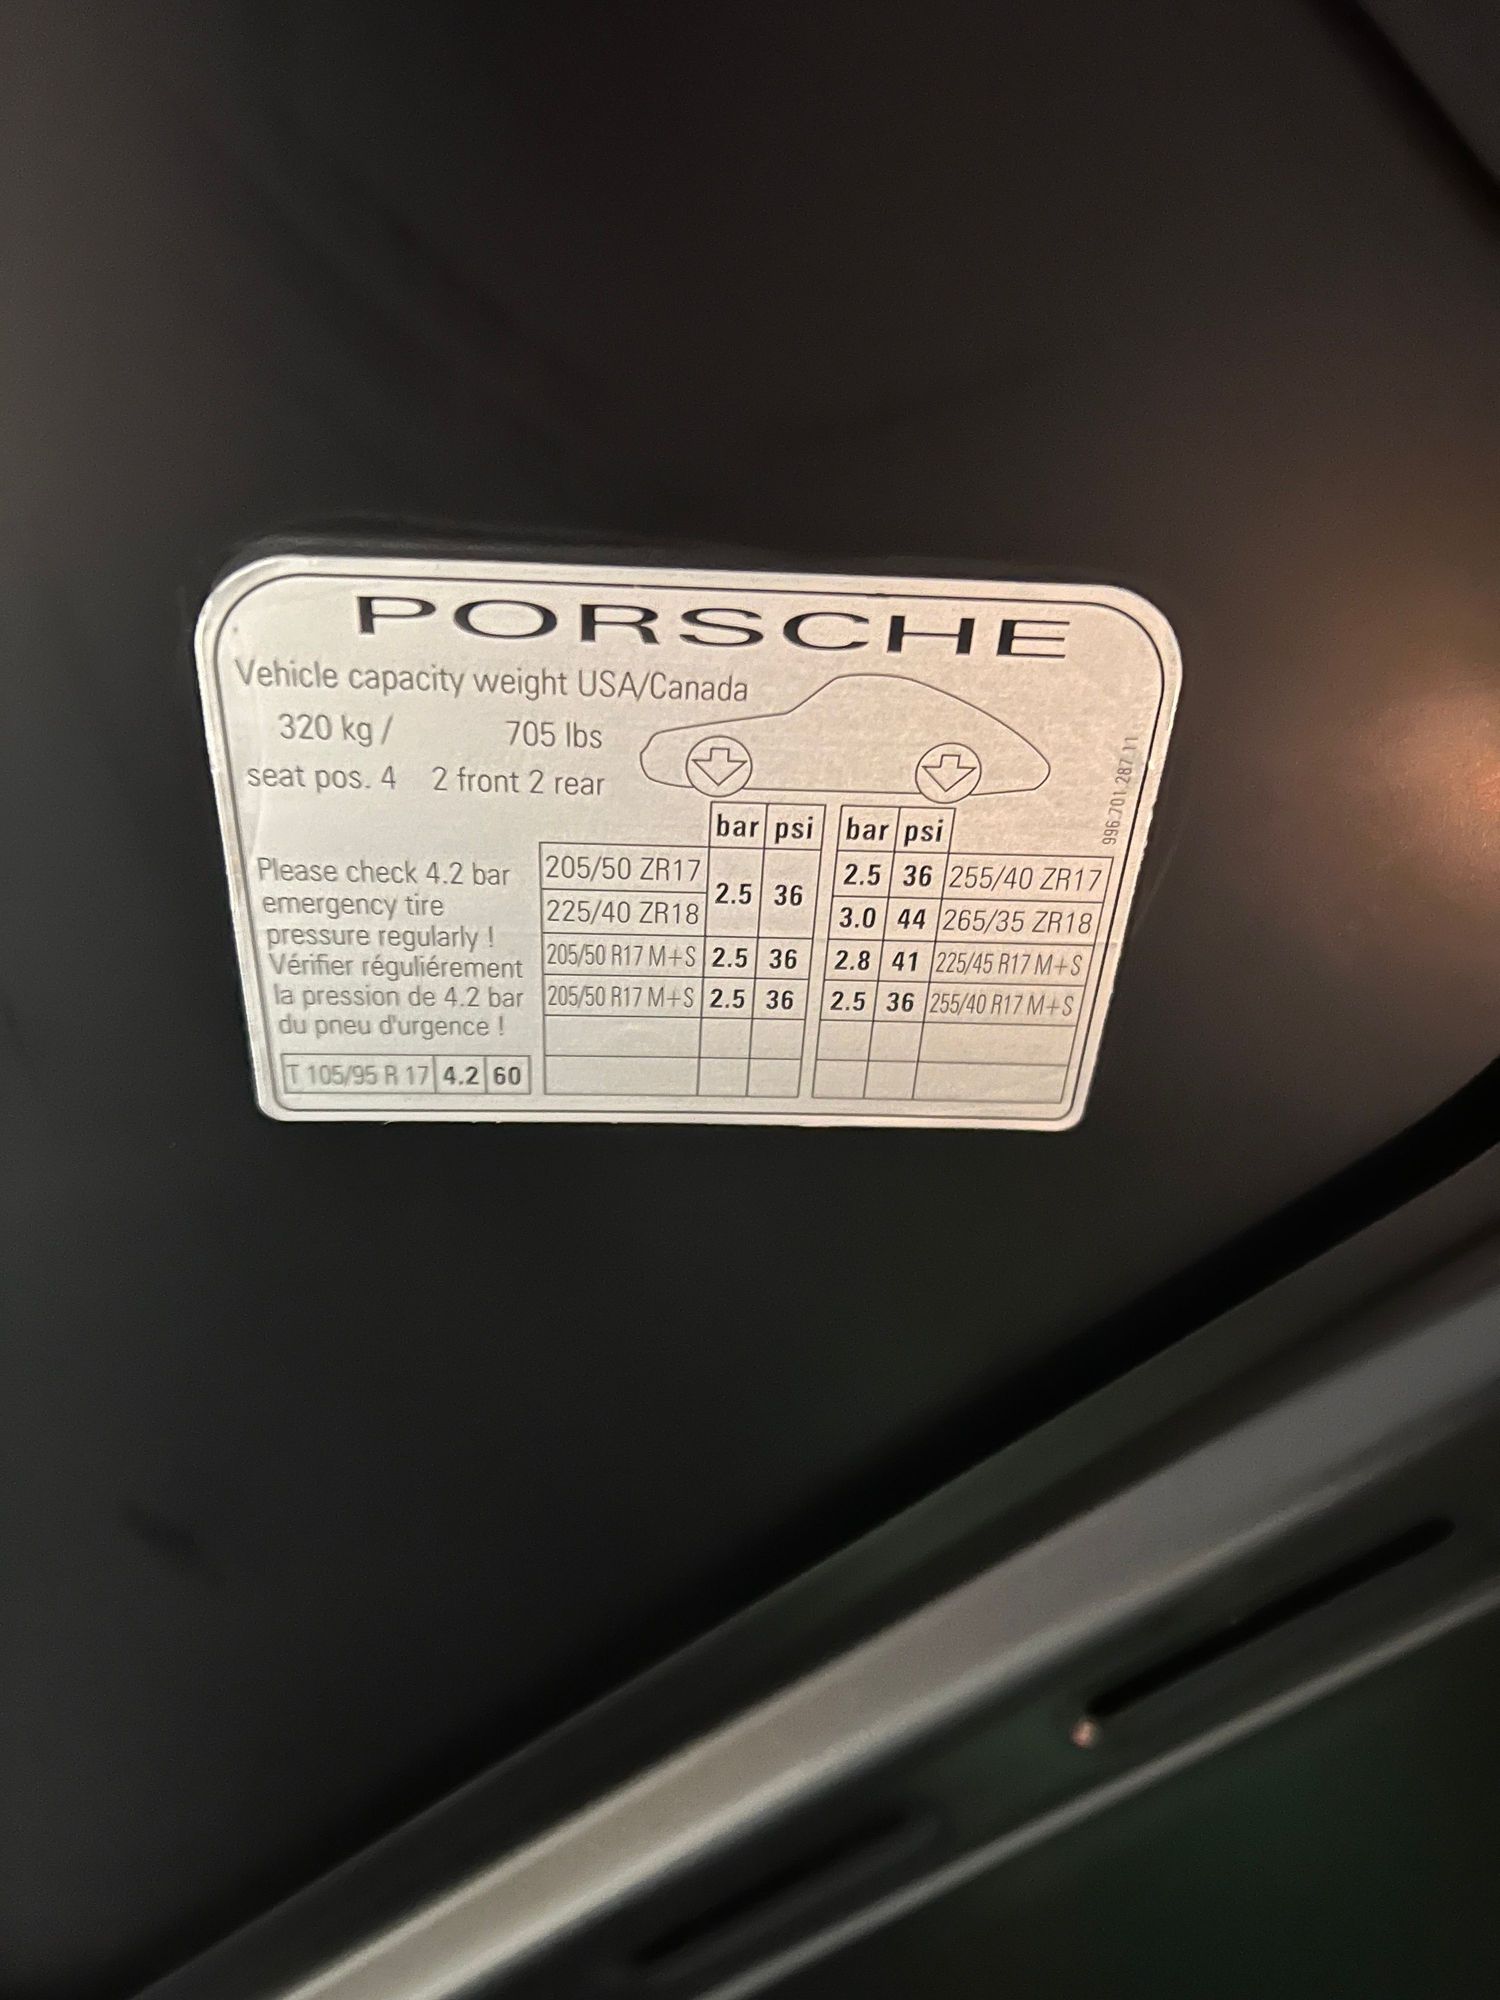 PORSCHE
Vehicle capacity weight USA/Canada
320 kg / 705 lbs
seat pos. 4 2 front 2 rear
996.701.287.11
bar psi bar psi
Please check 4.2 bar
emergency tire
pressure regularly !
Vérifier réguliérement
la pression de 4.2 bar
du pneu d'urgence !
T 105/95 R 17 4.2 60
205/50 ZR17 2.5 36 2.5 36 255/40 ZR17
225/40 ZR18 3.0 44 265/35 ZR18
205/50 R17 M+S 2.5 36 2.8 41 225/45 R17 M+S
205/50 R17 M+S 2.5 36 2.5 36 255/40 R17 M+S